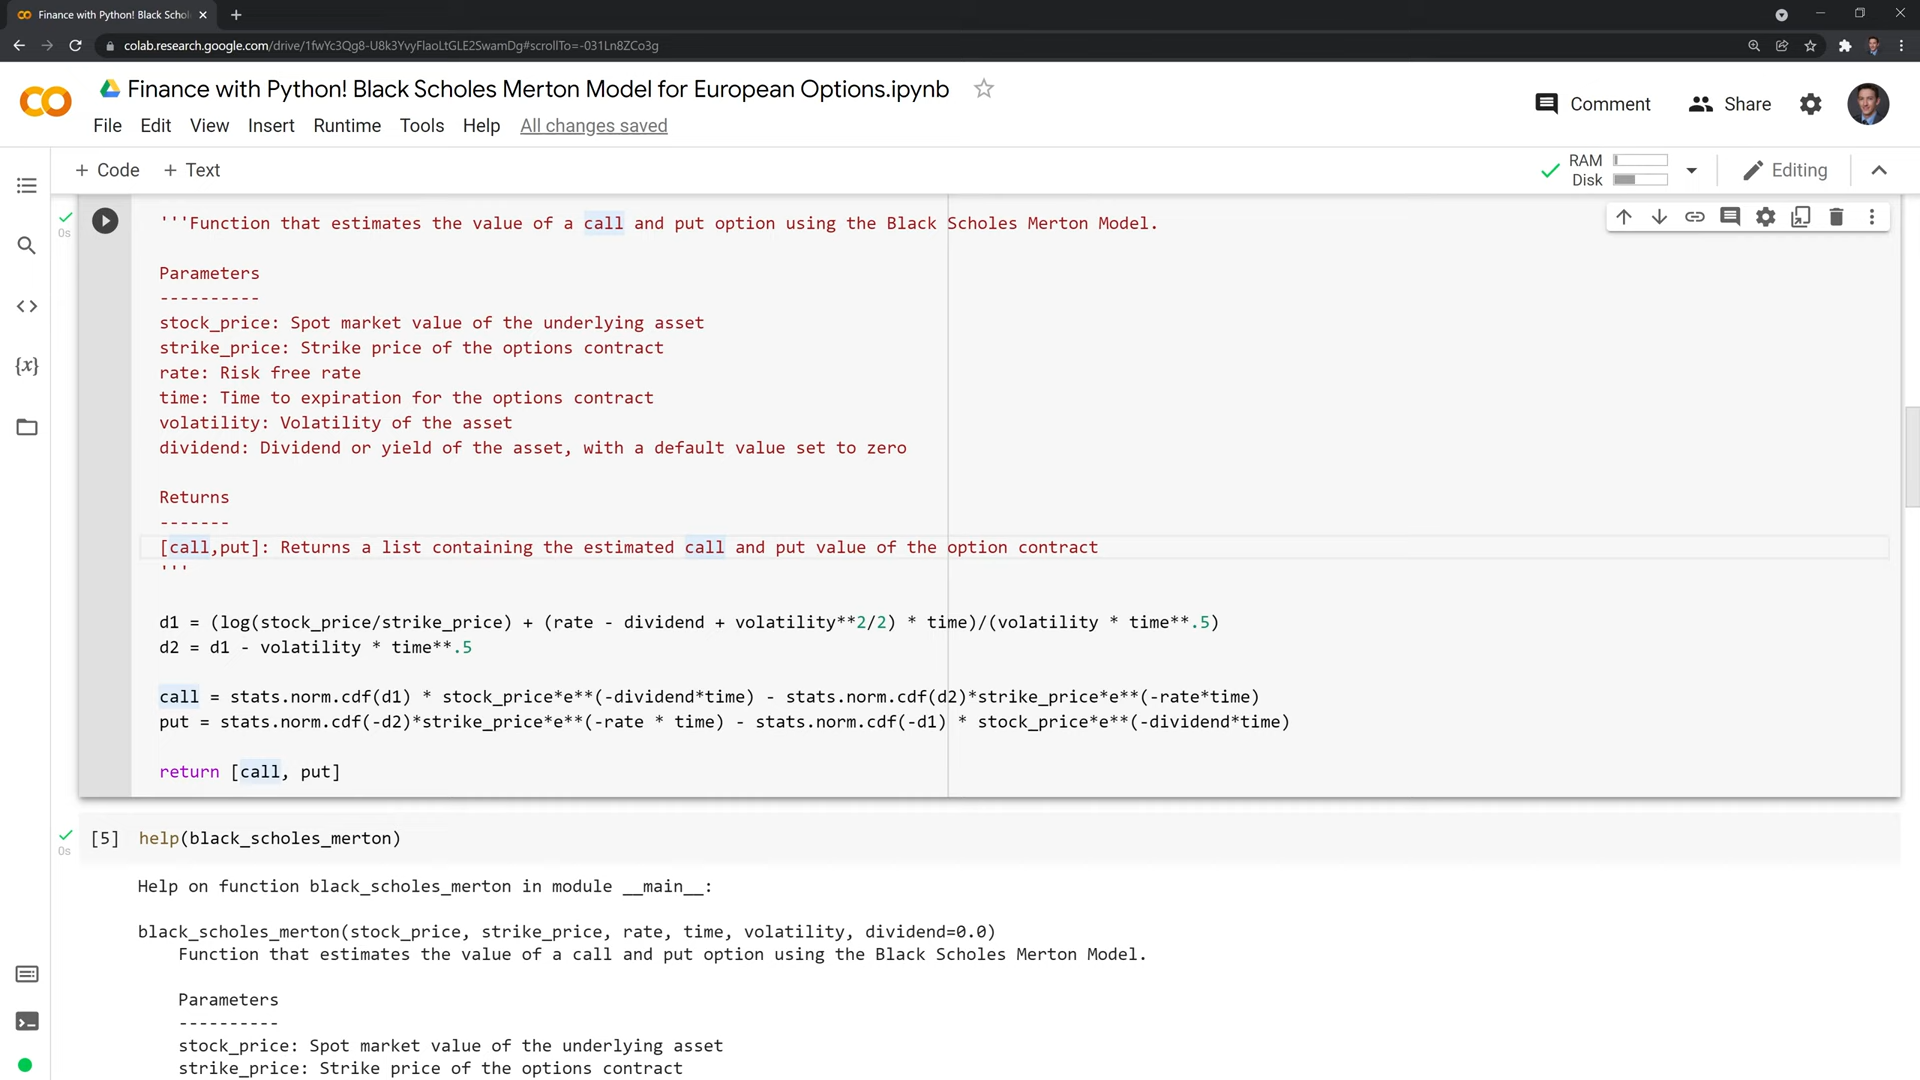 Finance with Python! Black Schol
colab.research.google.com/drive/1fwYc3Qg8-U8k3YvyFlaoLtGLE2SwamDg#scrollTo=-031Ln8ZCo3g
Finance with Python! Black Scholes Merton Model for European Options.ipynb
Comment
Share
File Edit View Insert Runtime Tools Help All changes saved
+ Code + Text
RAM
Disk
Editing
0s
'''Function that estimates the value of a call and put option using the Black Scholes Merton Model.
Parameters
----------
stock_price: Spot market value of the underlying asset
strike_price: Strike price of the options contract
rate: Risk free rate
time: Time to expiration for the options contract
volatility: Volatility of the asset
dividend: Dividend or yield of the asset, with a default value set to zero
Returns
-------
[call,put]: Returns a list containing the estimated call and put value of the option contract
'''
d1 = (log(stock_price/strike_price) + (rate - dividend + volatility**2/2) * time)/(volatility * time**.5)
d2 = d1 - volatility * time**.5
call = stats.norm.cdf(d1) * stock_price*e**(-dividend*time) - stats.norm.cdf(d2)*strike_price*e**(-rate*time)
put = stats.norm.cdf(-d2)*strike_price*e**(-rate * time) - stats.norm.cdf(-d1) * stock_price*e**(-dividend*time)
return [call, put]
[5] help(black_scholes_merton)
0s
Help on function black_scholes_merton in module __main__:
black_scholes_merton(stock_price, strike_price, rate, time, volatility, dividend=0.0)
Function that estimates the value of a call and put option using the Black Scholes Merton Model.
Parameters
----------
stock_price: Spot market value of the underlying asset
strike_price: Strike price of the options contract